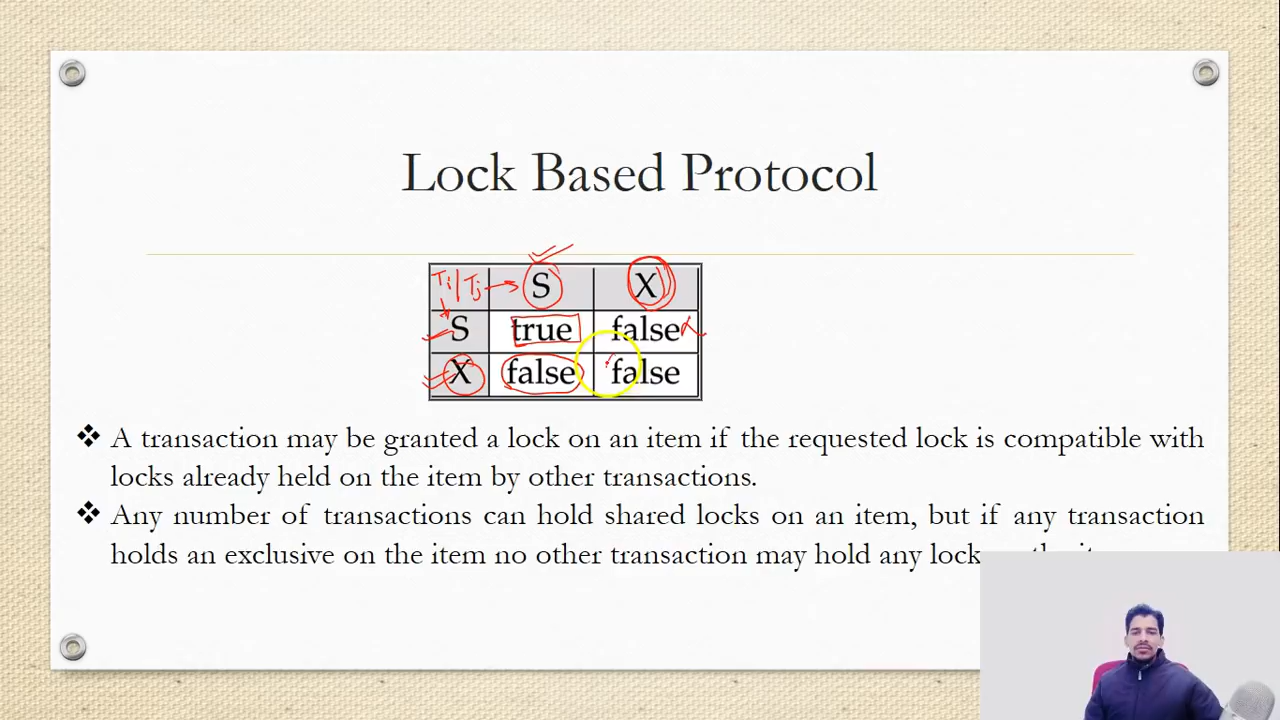 Lock Based Protocol
Ti/Tj S X
S true false
X false false
❖ A transaction may be granted a lock on an item if the requested lock is compatible with
locks already held on the item by other transactions.
❖ Any number of transactions can hold shared locks on an item, but if any transaction
holds an exclusive on the item no other transaction may hold any lock